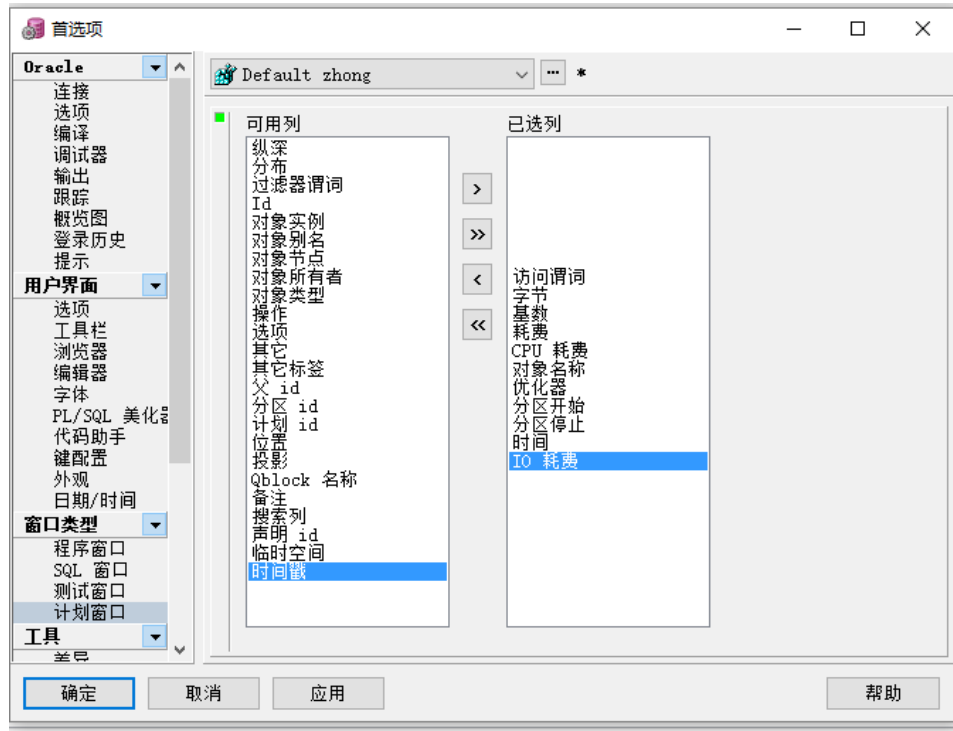 首选项
Oracle
连接
选项
编译
调试器
输出
跟踪
概览图
登录历史
提示
用户界面
选项
工具栏
浏览器
编辑器
字体
PL/SQL 美化器
代码助手
键配置
外观
日期/时间
窗口类型
程序窗口
SQL 窗口
测试窗口
计划窗口
工具
差异
Default zhong
*
可用列
纵深
分布
过滤器谓词
Id
对象实例
对象别名
对象节点
对象所有者
对象类型
操作
选项
其它
其它标签
父 id
分区 id
计划 id
位置
投影
Qblock 名称
备注
搜索列
声明 id
临时空间
时间戳
>
>>
<
<<
已选列
访问谓词
字节
基数
耗费
CPU 耗费
对象名称
优化器
分区开始
分区停止
时间
IO 耗费
确定
取消
应用
帮助